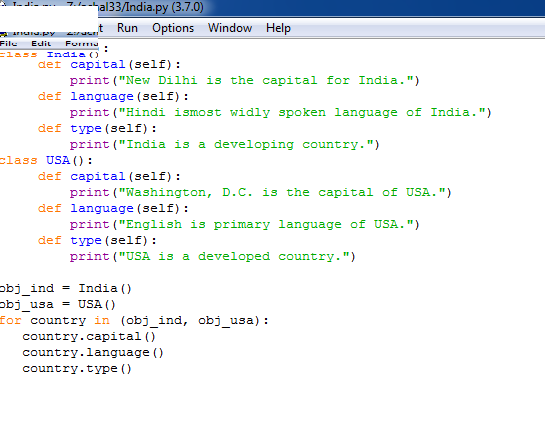 India.py - Z:/achal33/India.py (3.7.0)
File Edit Forma Run Options Window Help
class India():
def capital(self):
print("New Dilhi is the capital for India.")
def language(self):
print("Hindi ismost widly spoken language of India.")
def type(self):
print("India is a developing country.")
class USA():
def capital(self):
print("Washington, D.C. is the capital of USA.")
def language(self):
print("English is primary language of USA.")
def type(self):
print("USA is a developed country.")
obj_ind = India()
obj_usa = USA()
for country in (obj_ind, obj_usa):
country.capital()
country.language()
country.type()